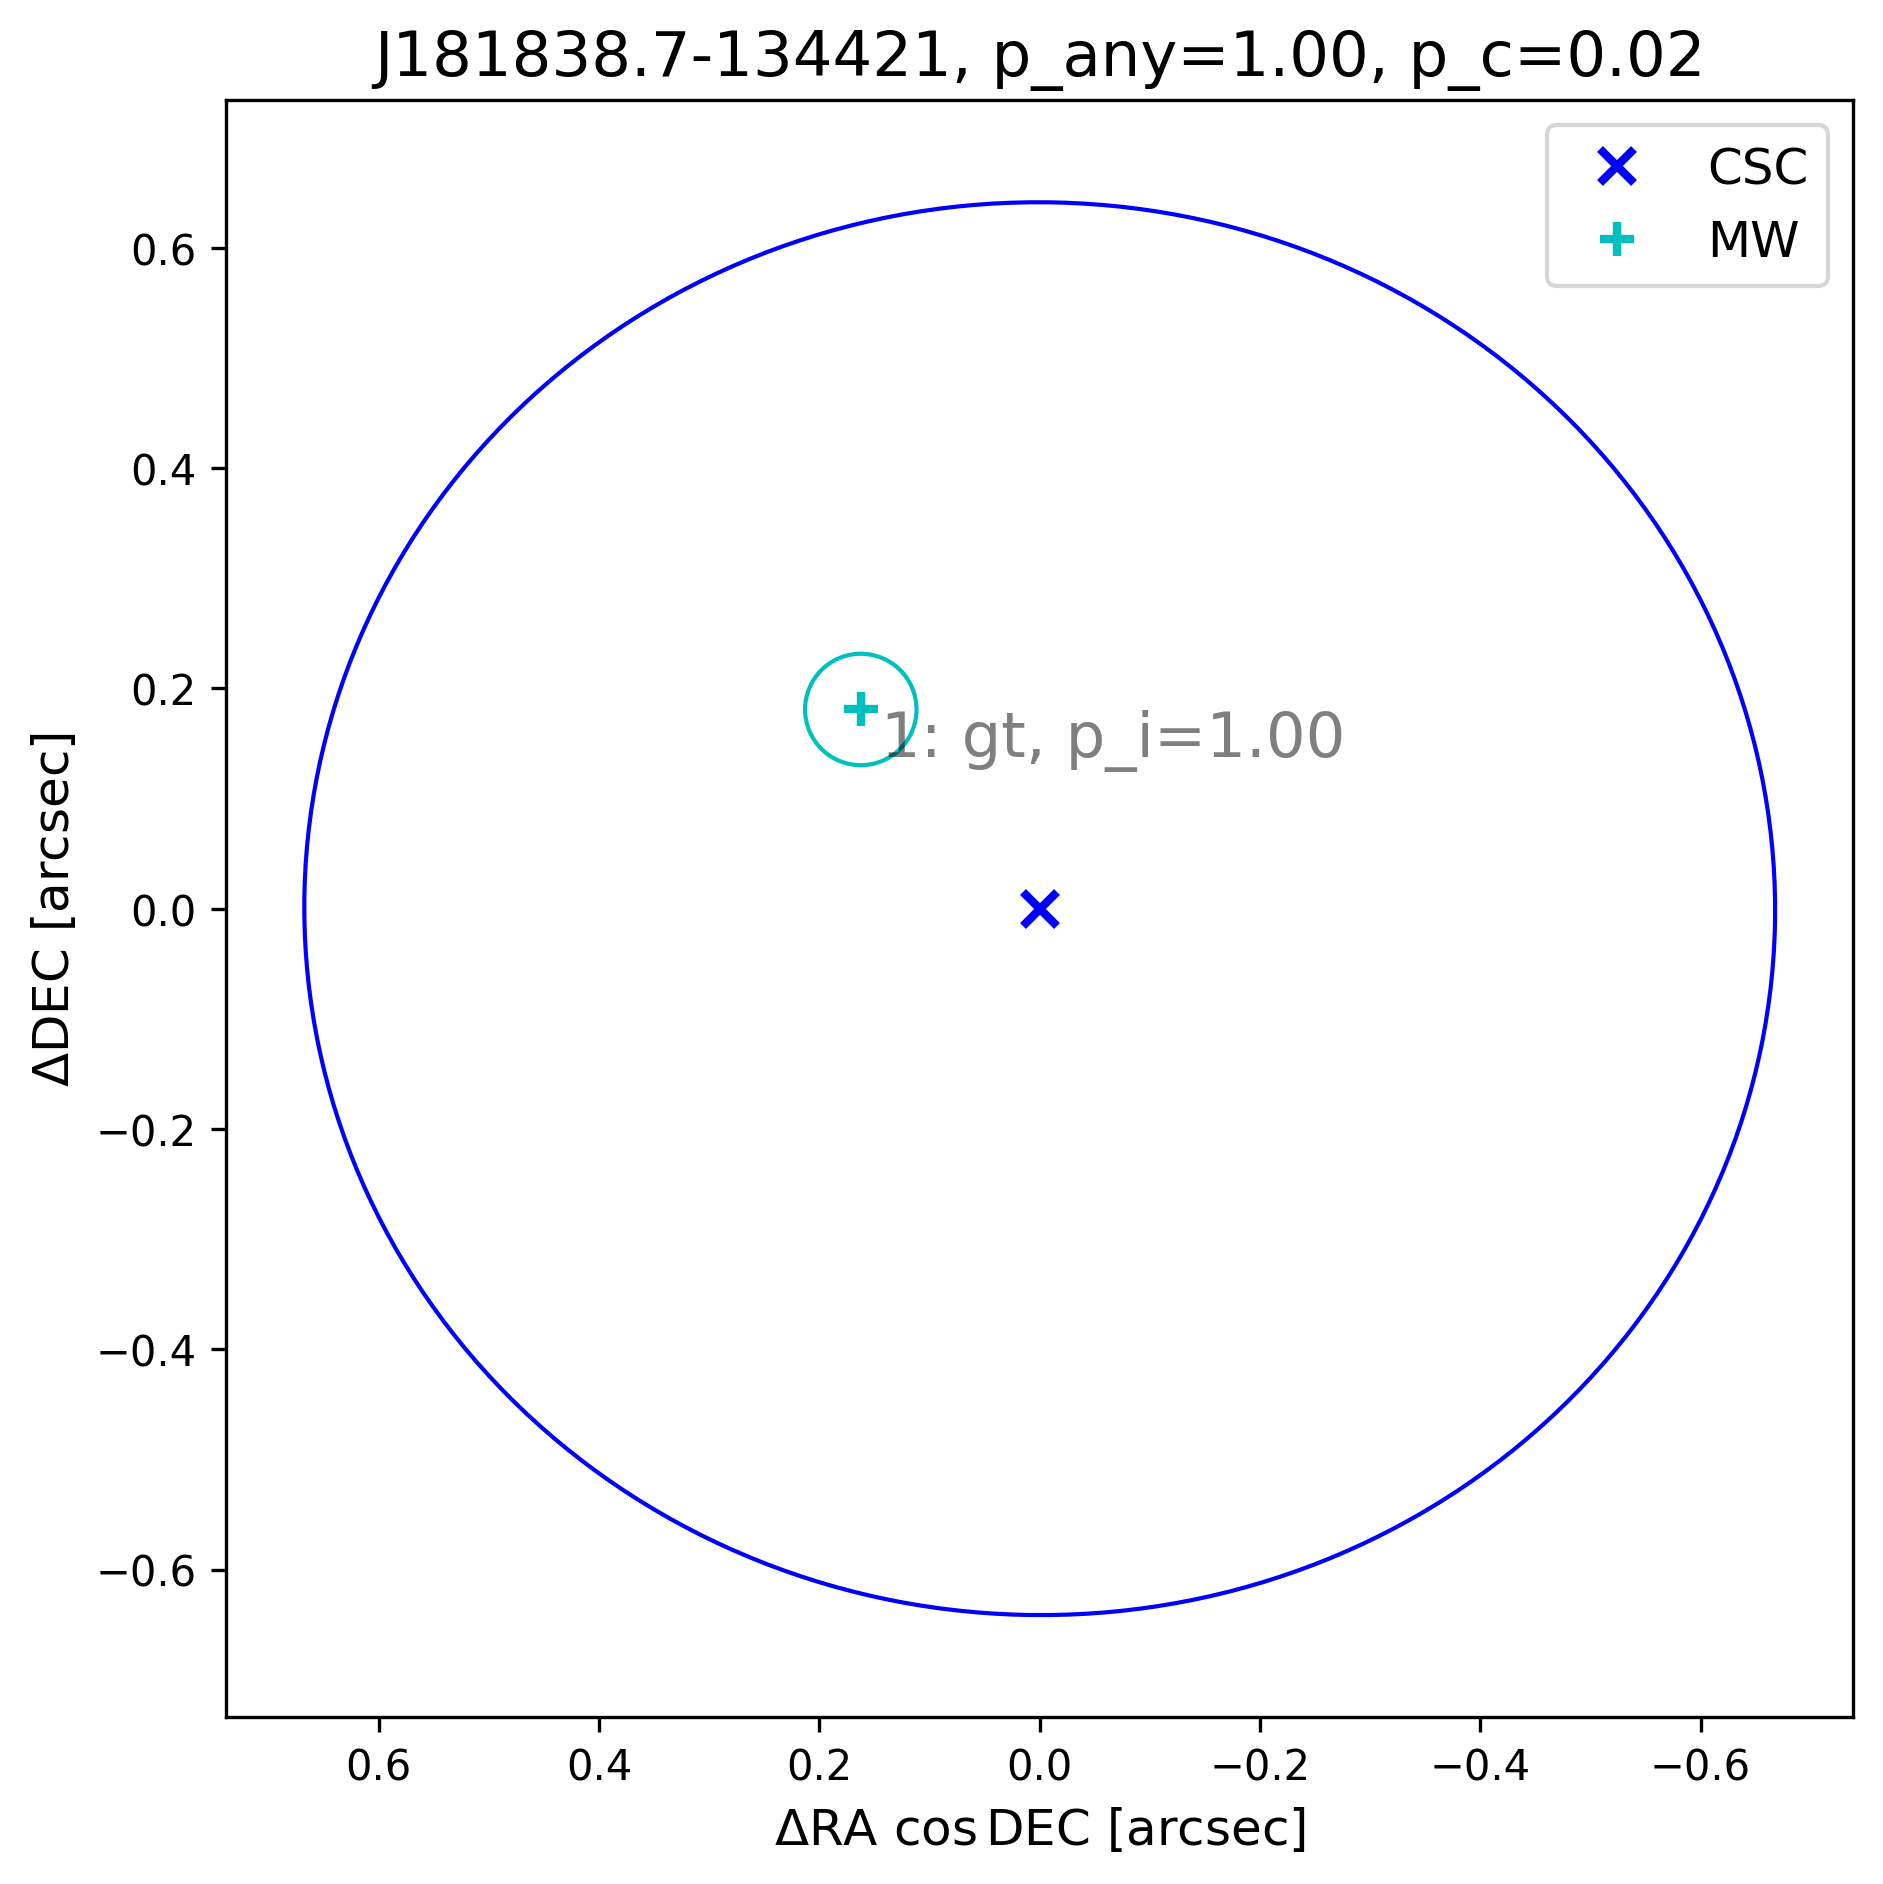 J181838.7-134421, p_any=1.00, p_c=0.02
CSC
MW
0.6
0.4
0.2
0.0
−0.2
−0.4
−0.6
ΔDEC [arcsec]
1: gt, p_i=1.00
0.6 0.4 0.2 0.0 −0.2 −0.4 −0.6
ΔRA cos DEC [arcsec]